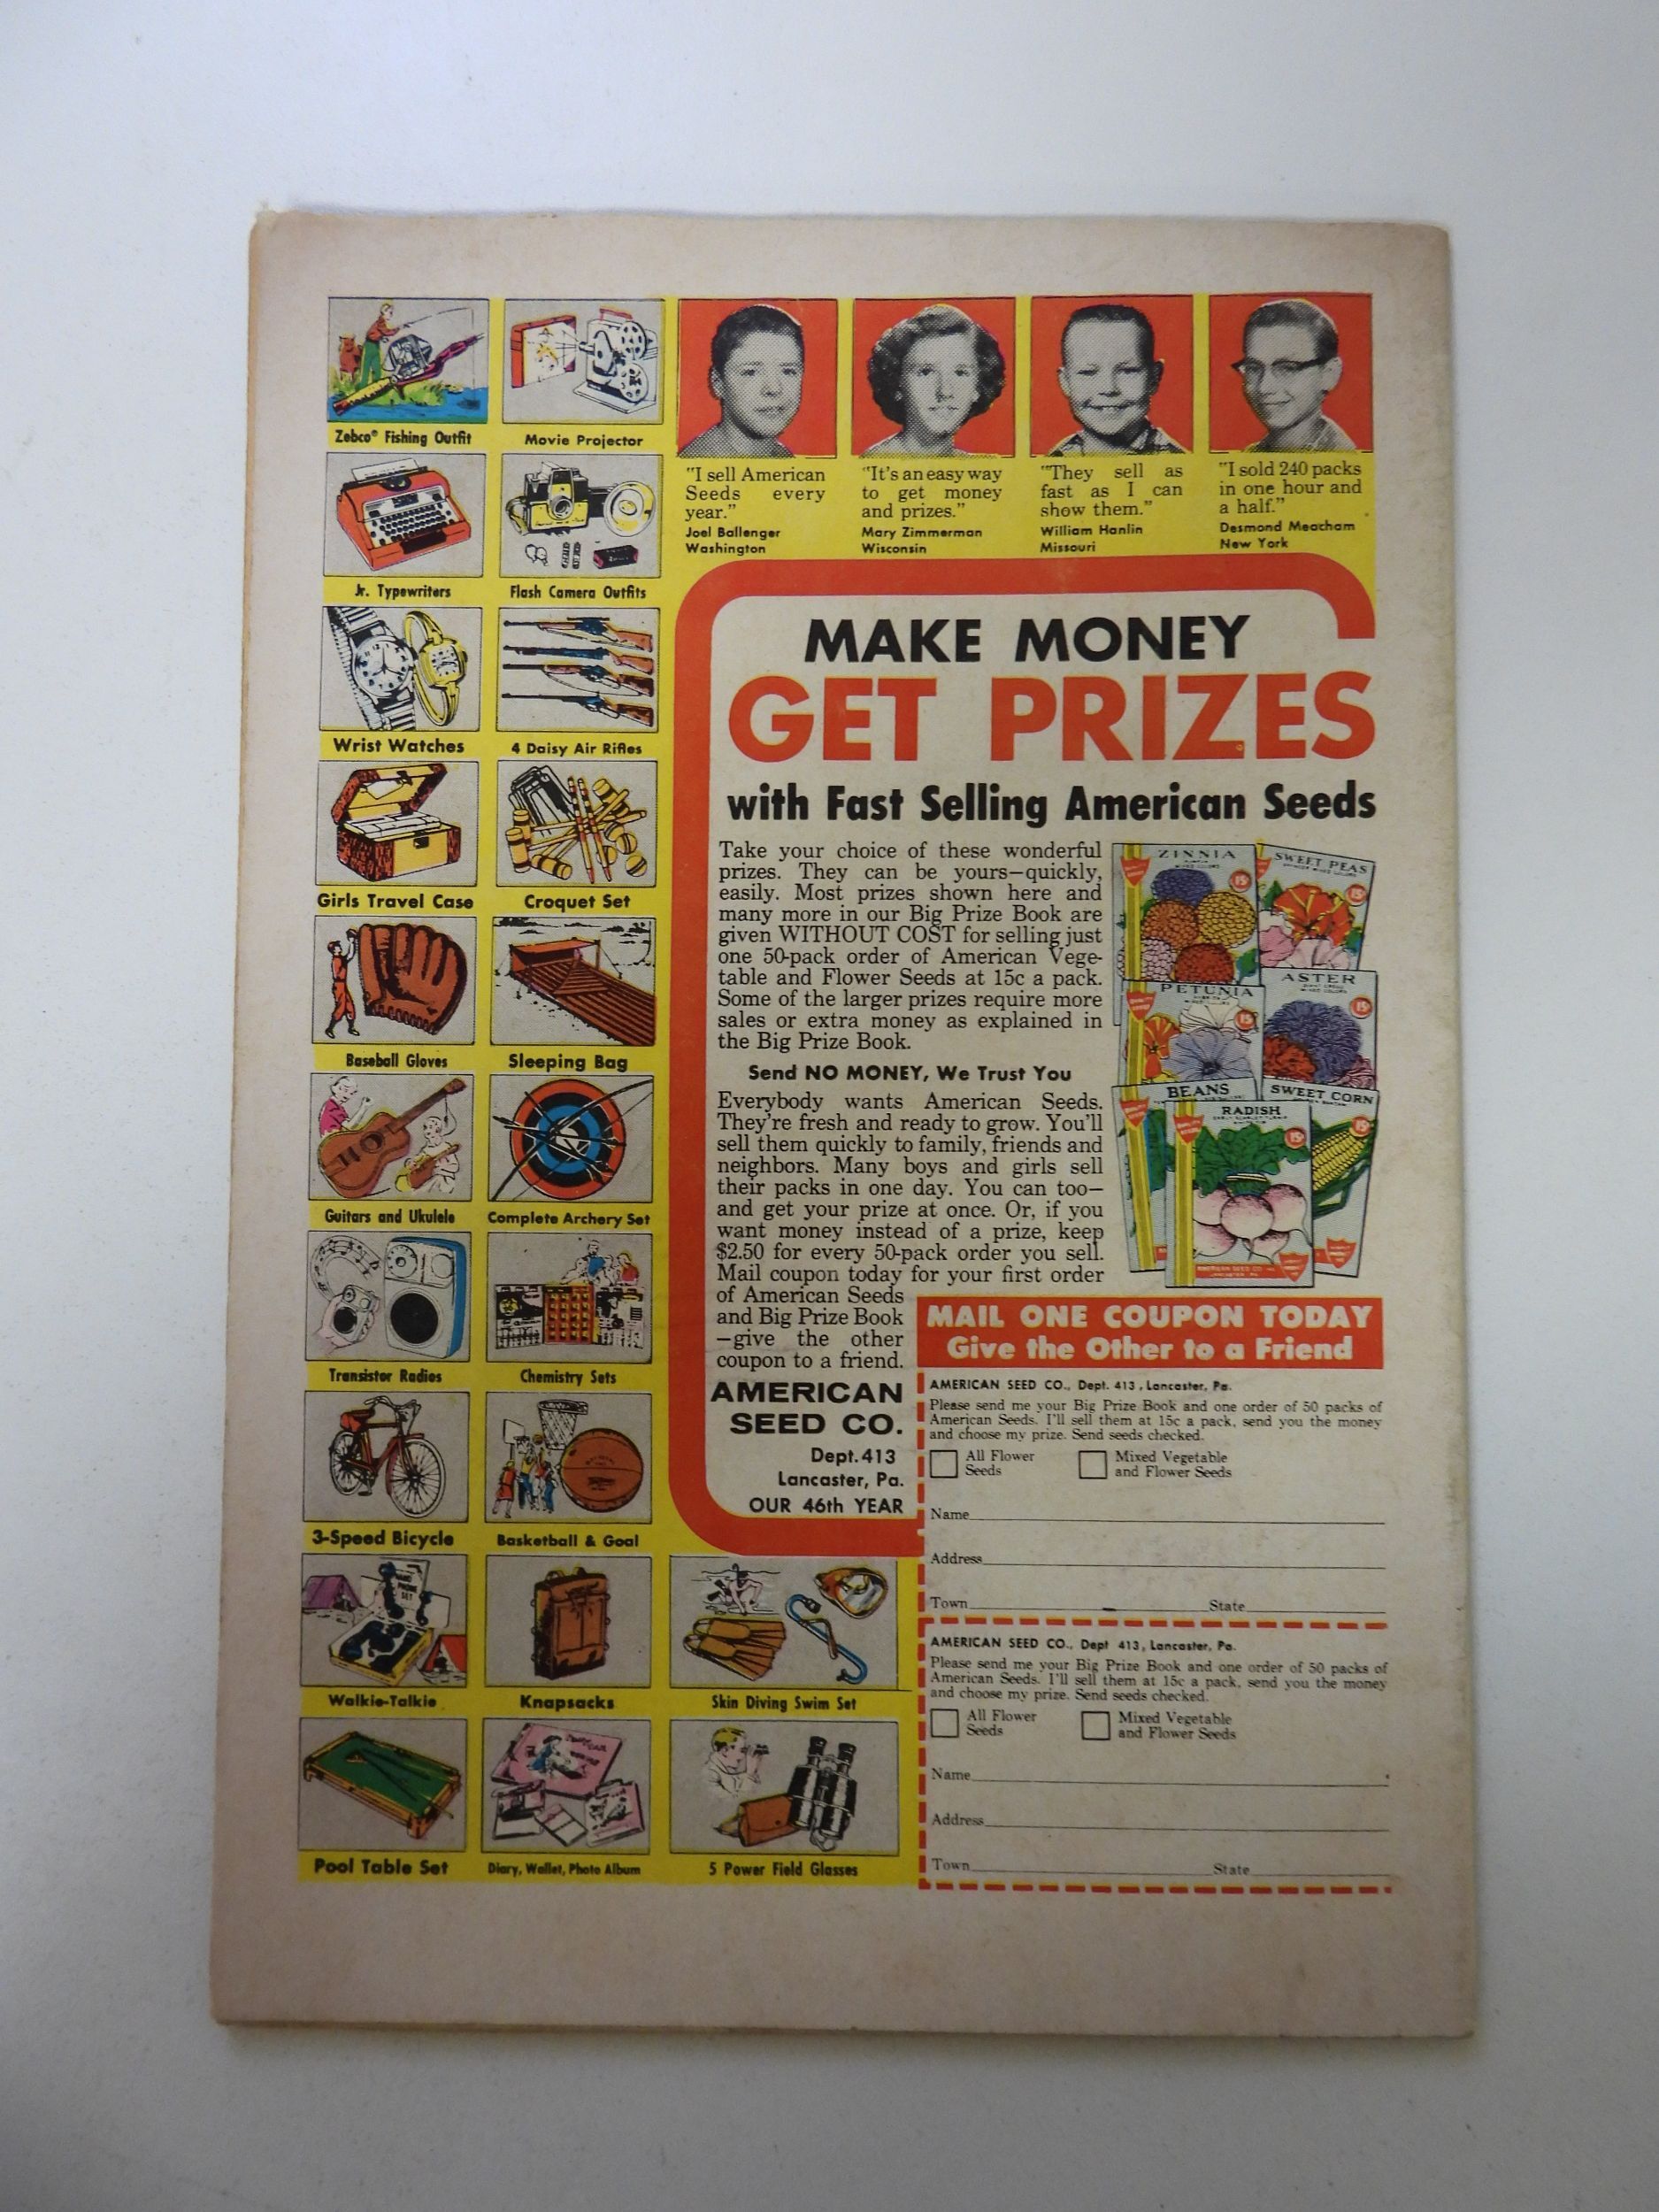 Zebco® Fishing Outfit
Movie Projector
Jr. Typewriters
Flash Camera Outfits
Wrist Watches
4 Daisy Air Rifles
Girls Travel Case
Croquet Set
Baseball Gloves
Sleeping Bag
Guitars and Ukulele
Complete Archery Set
Transistor Radios
Chemistry Sets
3-Speed Bicycle
Basketball & Goal
Walkie-Talkie
Knapsacks
Skin Diving Swim Set
Pool Table Set
Diary, Wallet, Photo Album
5 Power Field Glasses
"I sell American
Seeds every
year."
Joel Ballenger
Washington
"It's an easy way
to get money
and prizes."
Mary Zimmerman
Wisconsin
"They sell as
fast as I can
show them."
William Hanlin
Missouri
"I sold 240 packs
in one hour and
a half."
Desmond Meacham
New York
MAKE MONEY
GET PRIZES
with Fast Selling American Seeds
Take your choice of these wonderful
prizes. They can be yours—quickly,
easily. Most prizes shown here and
many more in our Big Prize Book are
given WITHOUT COST for selling just
one 50-pack order of American Vege-
table and Flower Seeds at 15c a pack.
Some of the larger prizes require more
sales or extra money as explained in
the Big Prize Book.
Send NO MONEY, We Trust You
Everybody wants American Seeds.
They're fresh and ready to grow. You'll
sell them quickly to family, friends and
neighbors. Many boys and girls sell
their packs in one day. You can too—
and get your prize at once. Or, if you
want money instead of a prize, keep
$2.50 for every 50-pack order you sell.
Mail coupon today for your first order
of American Seeds
and Big Prize Book
—give the other
coupon to a friend.
AMERICAN
SEED CO.
Dept. 413
Lancaster, Pa.
OUR 46th YEAR
ZINNIA
15¢
SWEET PEAS
15¢
PETUNIA
15¢
ASTER
15¢
BEANS
SWEET CORN
15¢
RADISH
15¢
AMERICAN SEED CO.
LANCASTER, PA.
MAIL ONE COUPON TODAY
Give the Other to a Friend
AMERICAN SEED CO., Dept. 413, Lancaster, Pa.
Please send me your Big Prize Book and one order of 50 packs of
American Seeds. I'll sell them at 15c a pack, send you the money
and choose my prize. Send seeds checked.
All Flower
Seeds
Mixed Vegetable
and Flower Seeds
Name
Address
Town State
AMERICAN SEED CO., Dept 413, Lancaster, Pa.
Please send me your Big Prize Book and one order of 50 packs of
American Seeds. I'll sell them at 15c a pack, send you the money
and choose my prize. Send seeds checked.
All Flower
Seeds
Mixed Vegetable
and Flower Seeds
Name
Address
Town State